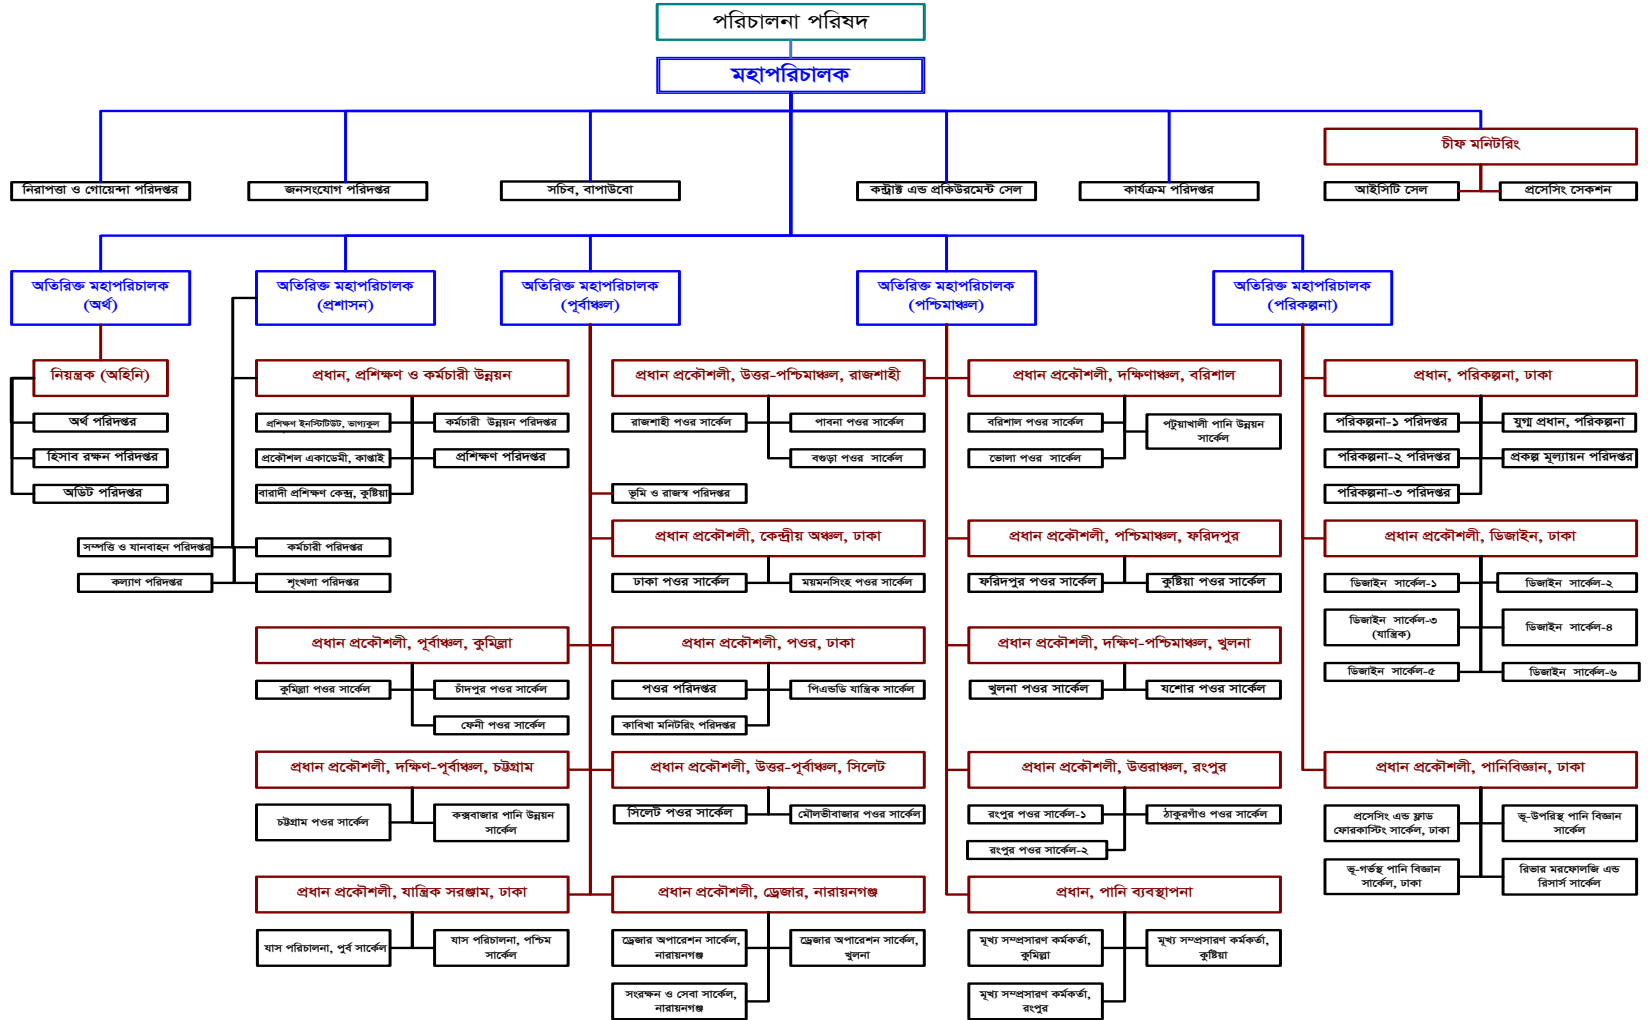 পরিচালনা পরিষদ
মহাপরিচালক
চীফ মনিটরিং
নিরাপত্তা ও গোয়েন্দা পরিদপ্তর
জনসংযোগ পরিদপ্তর
সচিব, বাপাউবো
কন্ট্রাক্ট এন্ড প্রকিউরমেন্ট সেল
কার্যক্রম পরিদপ্তর
আইসিটি সেল
প্রসেসিং সেকশন
অতিরিক্ত মহাপরিচালক
(অর্থ)
অতিরিক্ত মহাপরিচালক
(প্রশাসন)
অতিরিক্ত মহাপরিচালক
(পূর্বাঞ্চল)
অতিরিক্ত মহাপরিচালক
(পশ্চিমাঞ্চল)
অতিরিক্ত মহাপরিচালক
(পরিকল্পনা)
নিয়ন্ত্রক (অহিনি)
প্রধান, প্রশিক্ষণ ও কর্মচারী উন্নয়ন
প্রধান প্রকৌশলী, উত্তর-পশ্চিমাঞ্চল, রাজশাহী
প্রধান প্রকৌশলী, দক্ষিণাঞ্চল, বরিশাল
প্রধান, পরিকল্পনা, ঢাকা
অর্থ পরিদপ্তর
প্রশিক্ষণ ইনস্টিটিউট, ভাগ্যকুল
কর্মচারী উন্নয়ন পরিদপ্তর
রাজশাহী পওর সার্কেল
পাবনা পওর সার্কেল
বরিশাল পওর সার্কেল
পটুয়াখালী পানি উন্নয়ন
সার্কেল
পরিকল্পনা-১ পরিদপ্তর
যুগ্ম প্রধান, পরিকল্পনা
হিসাব রক্ষন পরিদপ্তর
প্রকৌশল একাডেমী, কাপ্তাই
প্রশিক্ষণ পরিদপ্তর
বগুড়া পওর সার্কেল
ভোলা পওর সার্কেল
পরিকল্পনা-২ পরিদপ্তর
প্রকল্প মূল্যায়ন পরিদপ্তর
অডিট পরিদপ্তর
বারাদী প্রশিক্ষণ কেন্দ্র, কুষ্টিয়া
ভূমি ও রাজস্ব পরিদপ্তর
পরিকল্পনা-৩ পরিদপ্তর
সম্পত্তি ও যানবাহন পরিদপ্তর
কর্মচারী পরিদপ্তর
প্রধান প্রকৌশলী, কেন্দ্রীয় অঞ্চল, ঢাকা
প্রধান প্রকৌশলী, পশ্চিমাঞ্চল, ফরিদপুর
প্রধান প্রকৌশলী, ডিজাইন, ঢাকা
কল্যাণ পরিদপ্তর
শৃংখলা পরিদপ্তর
ঢাকা পওর সার্কেল
ময়মনসিংহ পওর সার্কেল
ফরিদপুর পওর সার্কেল
কুষ্টিয়া পওর সার্কেল
ডিজাইন সার্কেল-১
ডিজাইন সার্কেল-২
ডিজাইন সার্কেল-৩
(যান্ত্রিক)
ডিজাইন সার্কেল-৪
প্রধান প্রকৌশলী, পূর্বাঞ্চল, কুমিল্লা
প্রধান প্রকৌশলী, পওর, ঢাকা
প্রধান প্রকৌশলী, দক্ষিণ-পশ্চিমাঞ্চল, খুলনা
ডিজাইন সার্কেল-৫
ডিজাইন সার্কেল-৬
কুমিল্লা পওর সার্কেল
চাঁদপুর পওর সার্কেল
পওর পরিদপ্তর
পিএন্ডডি যান্ত্রিক সার্কেল
খুলনা পওর সার্কেল
যশোর পওর সার্কেল
ফেনী পওর সার্কেল
কাবিখা মনিটরিং পরিদপ্তর
প্রধান প্রকৌশলী, দক্ষিণ-পূর্বাঞ্চল, চট্টগ্রাম
প্রধান প্রকৌশলী, উত্তর-পূর্বাঞ্চল, সিলেট
প্রধান প্রকৌশলী, উত্তরাঞ্চল, রংপুর
প্রধান প্রকৌশলী, পানিবিজ্ঞান, ঢাকা
চট্টগ্রাম পওর সার্কেল
কক্সবাজার পানি উন্নয়ন
সার্কেল
সিলেট পওর সার্কেল
মৌলভীবাজার পওর সার্কেল
রংপুর পওর সার্কেল-১
ঠাকুরগাঁও পওর সার্কেল
প্রসেসিং এন্ড ফ্লাড
ফোরকাস্টিং সার্কেল, ঢাকা
ভূ-উপরিস্থ পানি বিজ্ঞান
সার্কেল
রংপুর পওর সার্কেল-২
ভূ-গর্ভস্থ পানি বিজ্ঞান
সার্কেল, ঢাকা
রিভার মরফোলজি এন্ড
রিসার্স সার্কেল
প্রধান প্রকৌশলী, যান্ত্রিক সরঞ্জাম, ঢাকা
প্রধান প্রকৌশলী, ড্রেজার, নারায়নগঞ্জ
প্রধান, পানি ব্যবস্থাপনা
যাস পরিচালনা, পুর্ব সার্কেল
যাস পরিচালনা, পশ্চিম
সার্কেল
ড্রেজার অপারেশন সার্কেল,
নারায়নগঞ্জ
ড্রেজার অপারেশন সার্কেল,
খুলনা
মূখ্য সম্প্রসারণ কর্মকর্তা,
কুমিল্লা
মূখ্য সম্প্রসারণ কর্মকর্তা,
কুষ্টিয়া
সংরক্ষন ও সেবা সার্কেল,
নারায়নগঞ্জ
মূখ্য সম্প্রসারণ কর্মকর্তা,
রংপুর